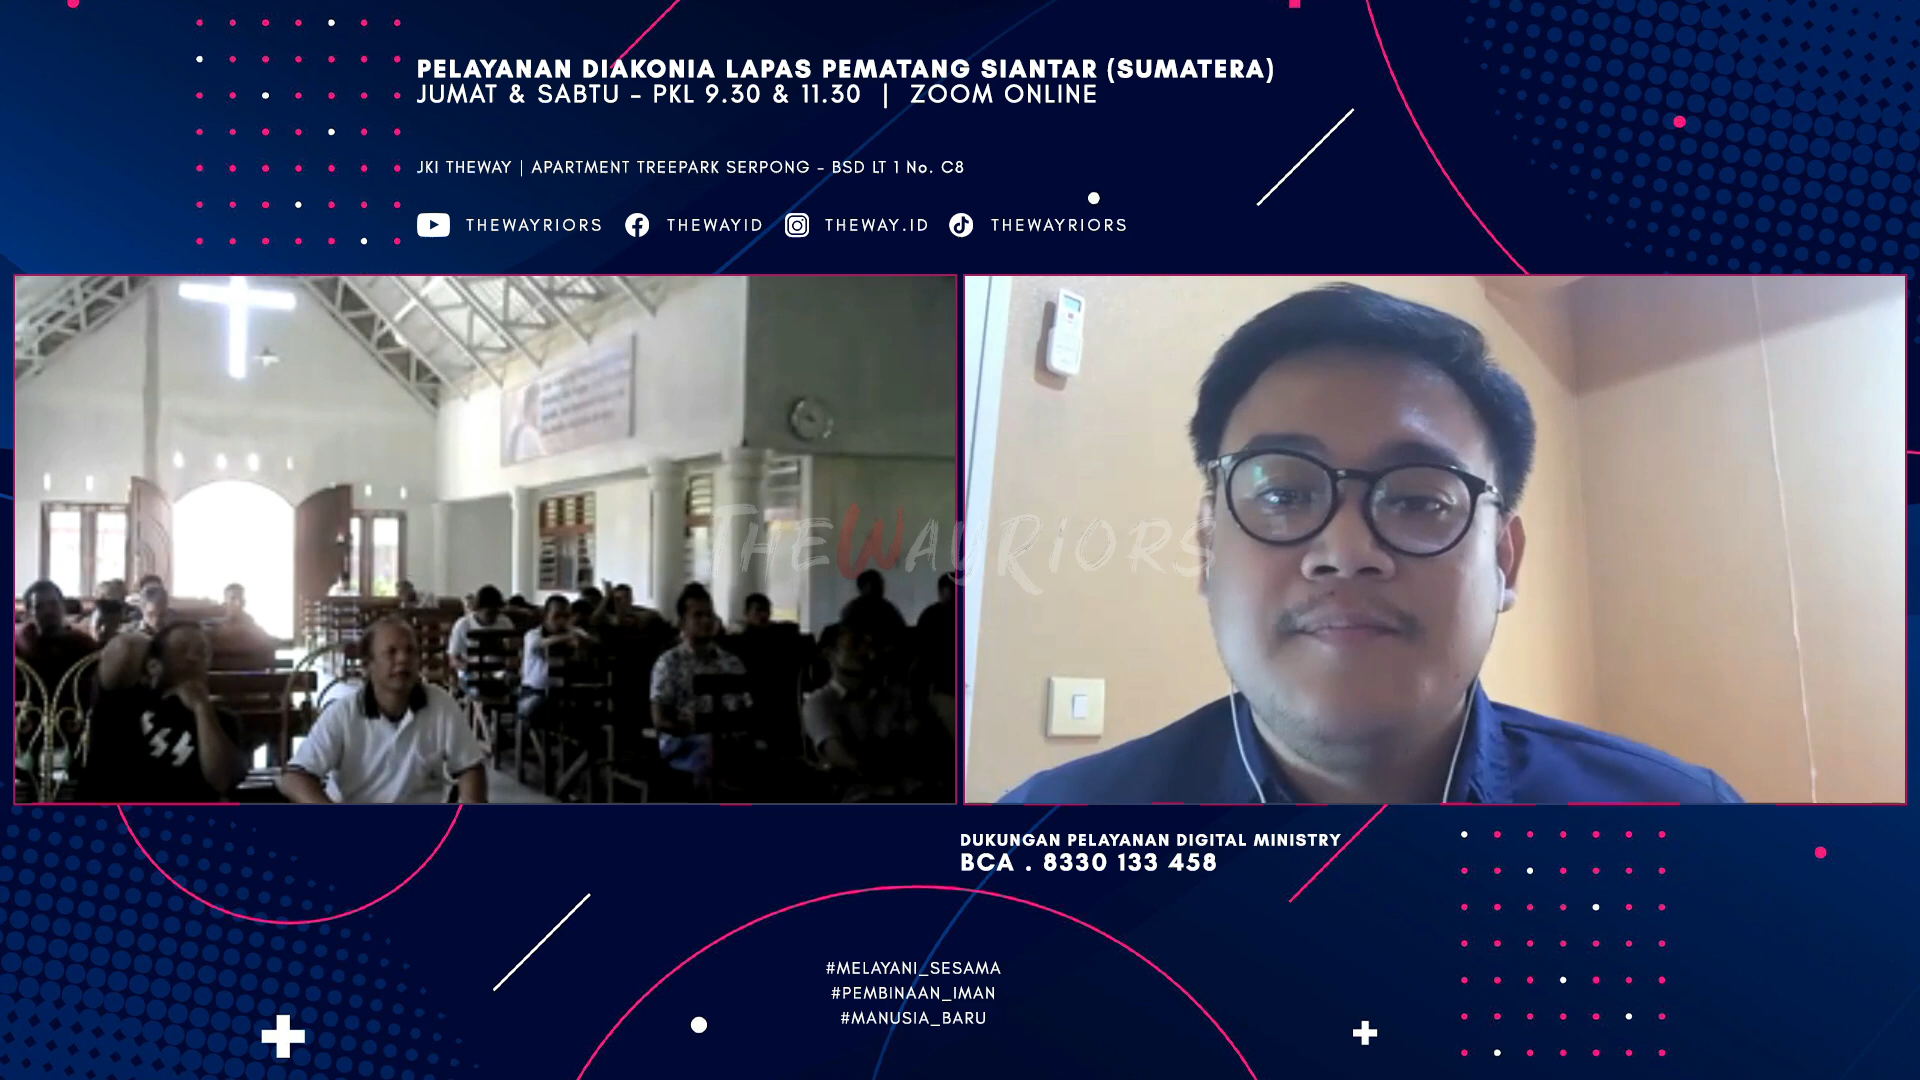 PELAYANAN DIAKONIA LAPAS PEMATANG SIANTAR (SUMATERA)
JUMAT & SABTU - PKL 9.30 & 11.30 | ZOOM ONLINE
JKI THEWAY | APARTMENT TREEPARK SERPONG - BSD LT 1 No. C8
THEWAYRIORS THEWAYID THEWAY.ID THEWAYRIORS
THEWAYRIORS
DUKUNGAN PELAYANAN DIGITAL MINISTRY
BCA . 8330 133 458
#MELAYANI_SESAMA
#PEMBINAAN_IMAN
#MANUSIA_BARU